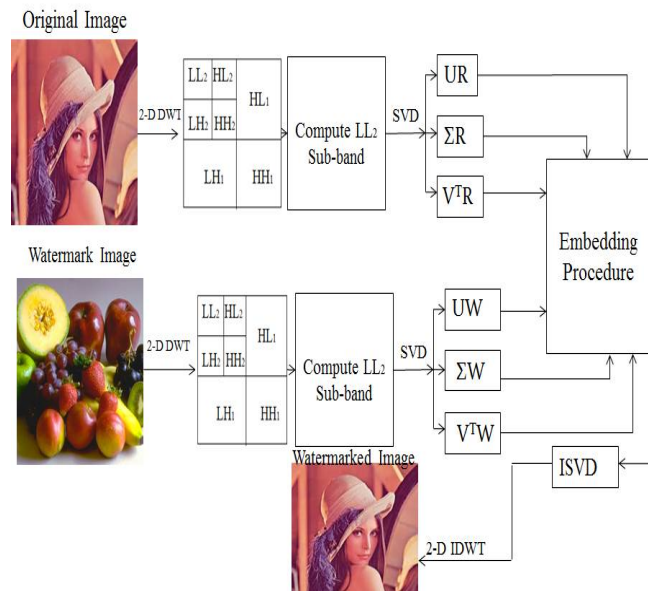 Original Image
2-D DWT
LL₂ HL₂
HL₁
LH₂ HH₂
LH₁ HH₁
Compute LL₂
Sub-band
SVD
UR
ΣR
VᵀR
Embedding
Procedure
Watermark Image
2-D DWT
LL₂ HL₂
HL₁
LH₂ HH₂
LH₁ HH₁
Compute LL₂
Sub-band
SVD
UW
ΣW
VᵀW
Watermarked Image
ISVD
2-D IDWT